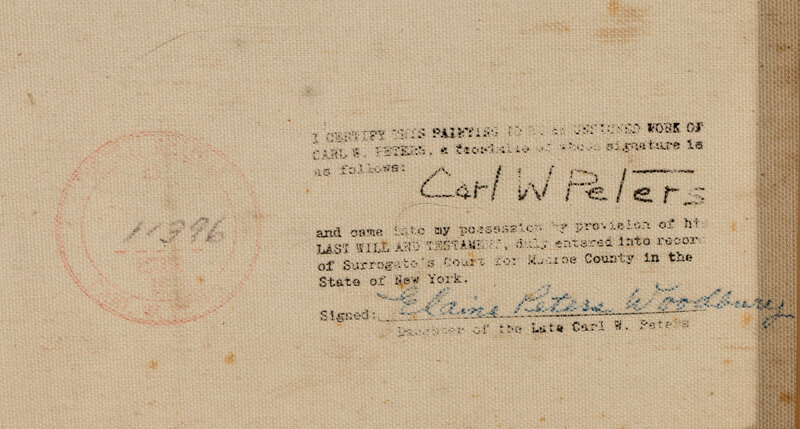 11396
I CERTIFY THIS PAINTING TO BE AN UNSIGNED WORK OF
CARL W. PETERS, a facsimile of whose signature is
as follows:
Carl W Peters
and came into my possession by provision of his
LAST WILL AND TESTAMENT, duly entered into record
of Surrogate's Court for Monroe County in the
State of New York.
Signed: Elaine Peters Woodbury
Daughter of the Late Carl W. Peters